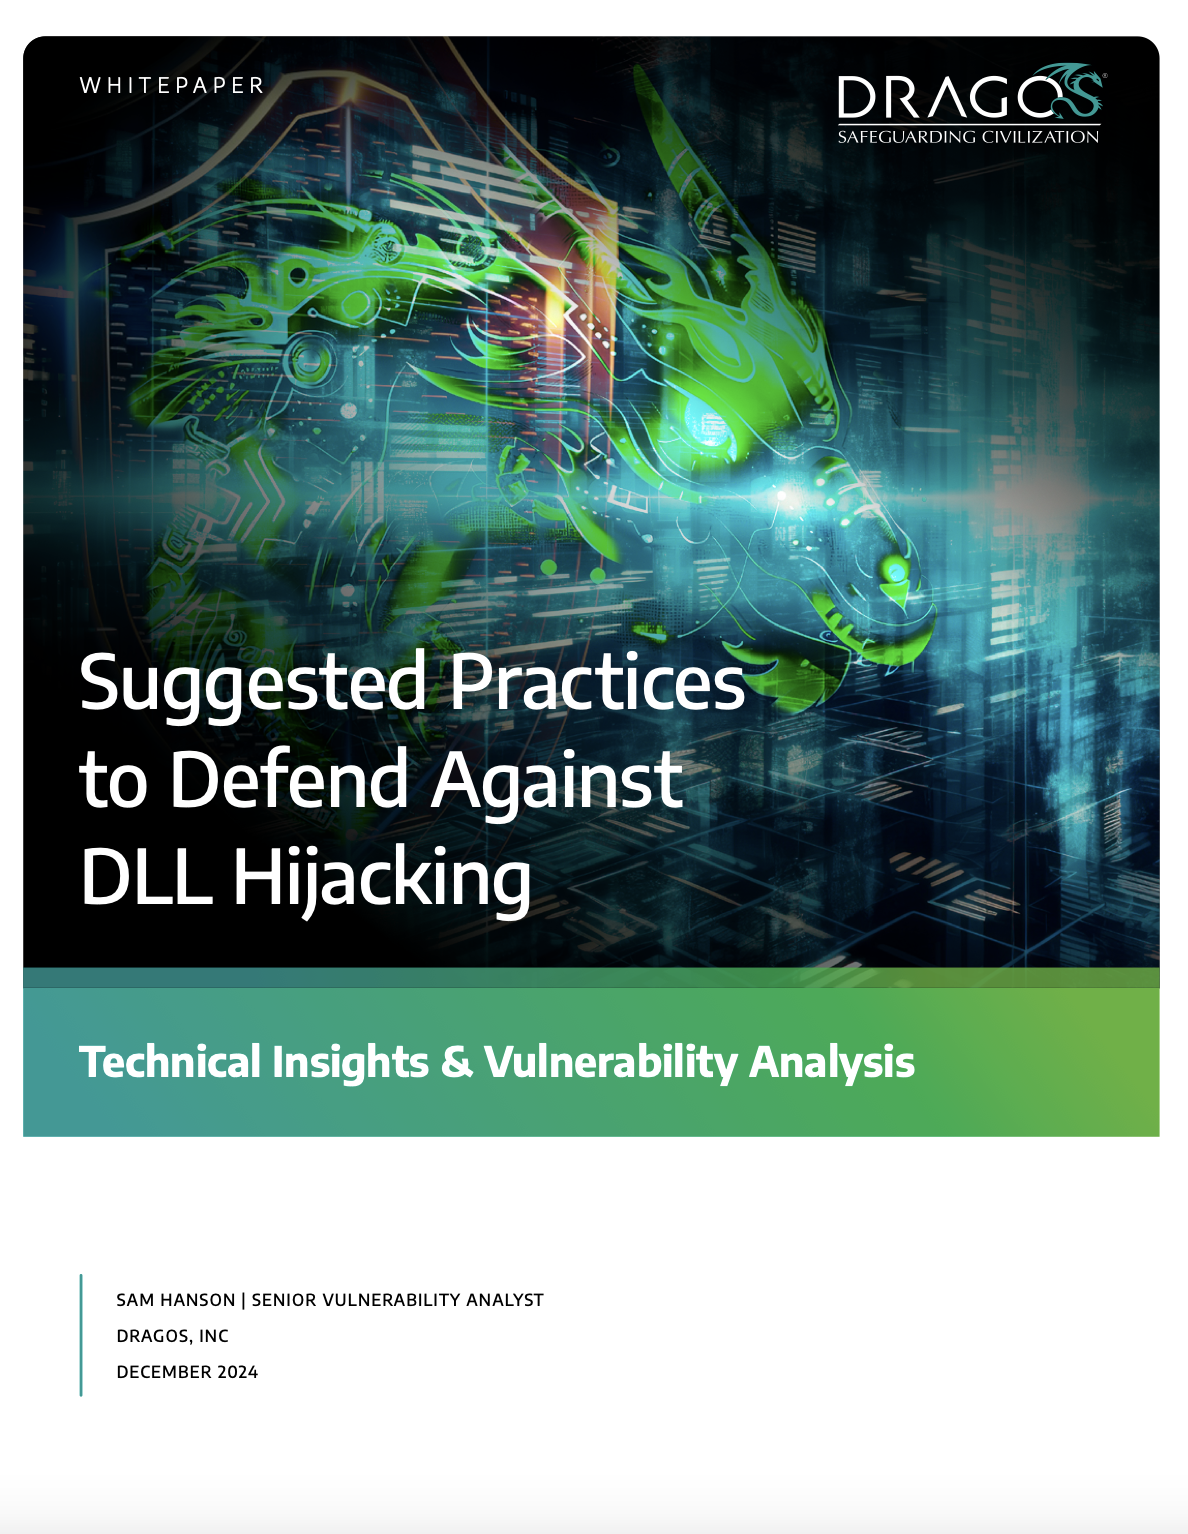 WHITEPAPER
DRAGOS®
SAFEGUARDING CIVILIZATION
Suggested Practices
to Defend Against
DLL Hijacking
Technical Insights & Vulnerability Analysis
SAM HANSON | SENIOR VULNERABILITY ANALYST
DRAGOS, INC
DECEMBER 2024